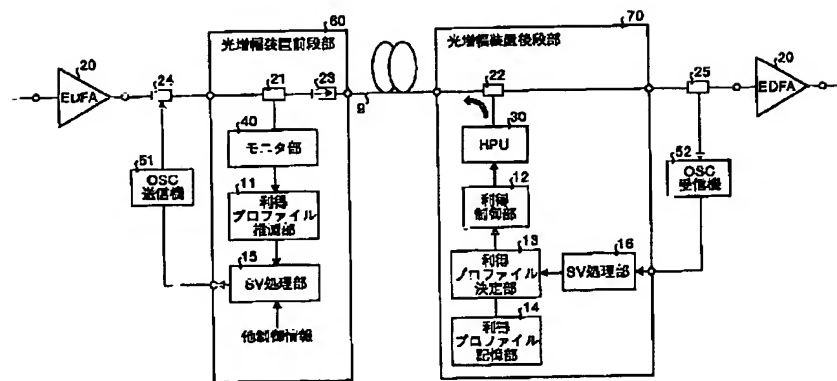 60
70
光増幅装置前段部
光増幅装置後段部
20
EDFA
24
21
23
9
22
25
20
EDFA
40
モニタ部
30
HPU
51
OSC
送信機
52
OSC
受信機
11
利得
プロファイル
推測部
12
利得
制御部
15
SV処理部
13
利得
プロファイル
決定部
16
SV処理部
他制御情報
14
利得
プロファイル
記憶部